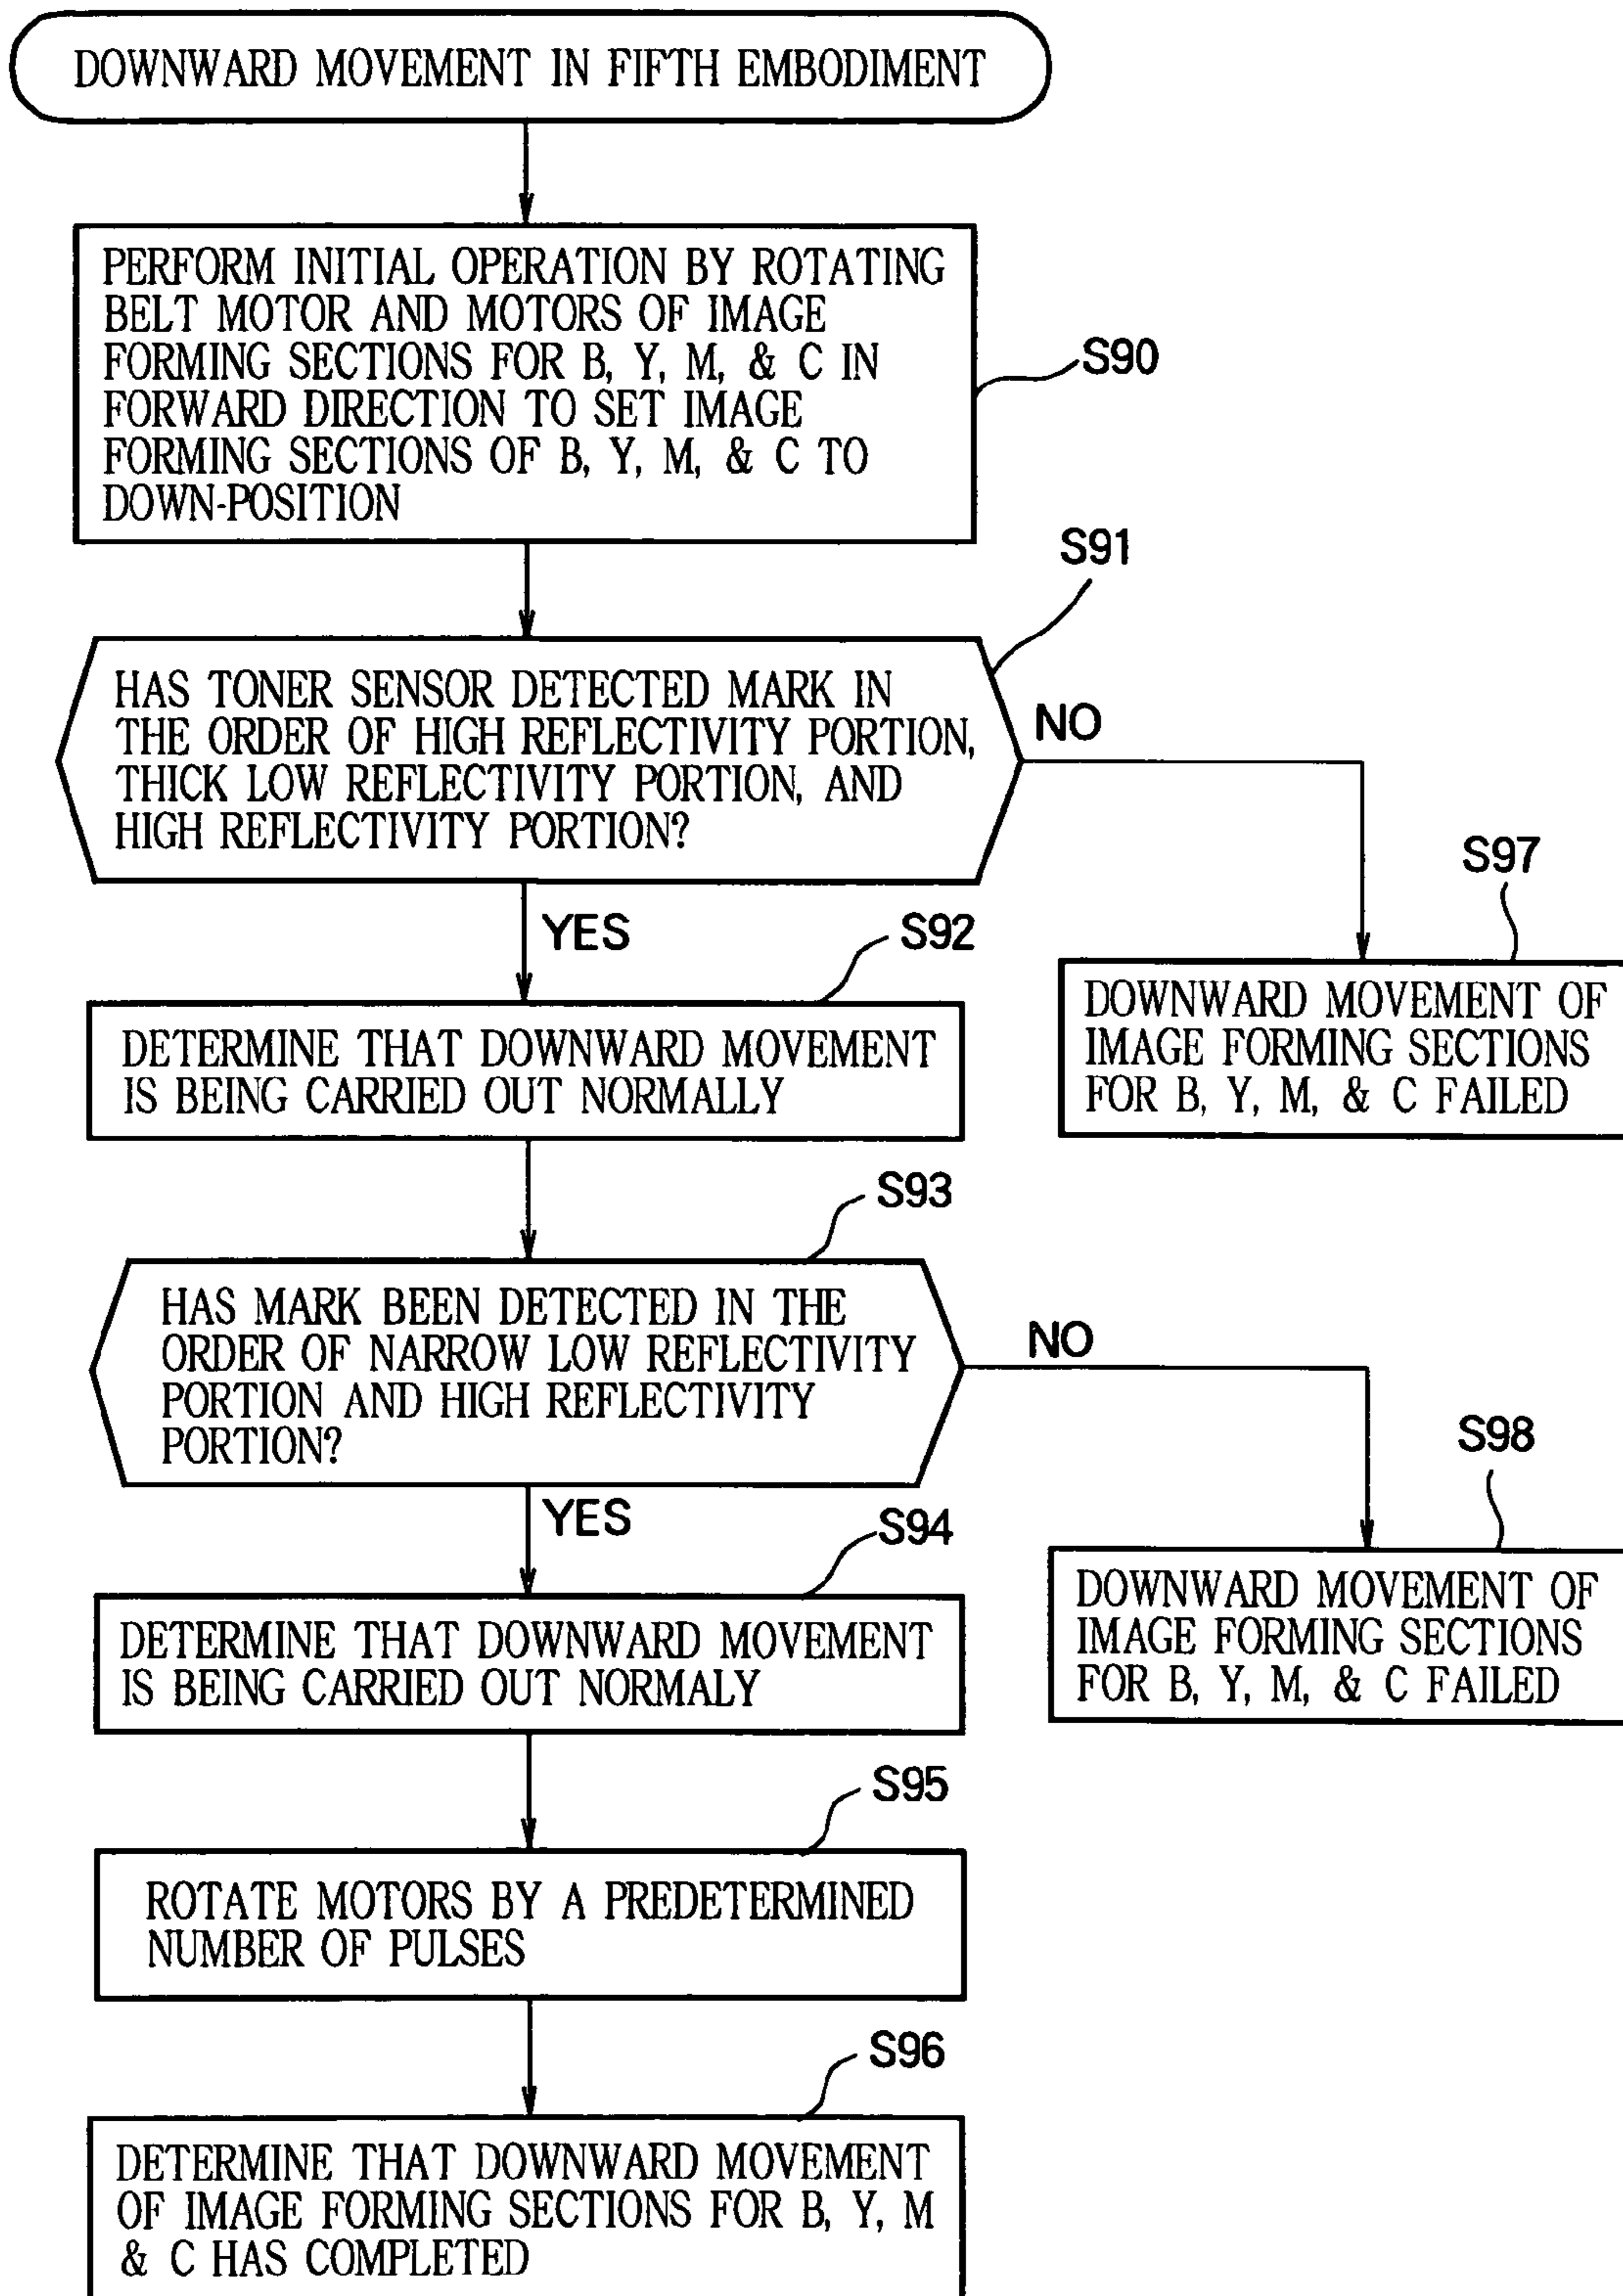 DOWNWARD MOVEMENT IN FIFTH EMBODIMENT
PERFORM INITIAL OPERATION BY ROTATING
BELT MOTOR AND MOTORS OF IMAGE
FORMING SECTIONS FOR B, Y, M, & C IN
FORWARD DIRECTION TO SET IMAGE
FORMING SECTIONS OF B, Y, M, & C TO
DOWN-POSITION
S90
S91
HAS TONER SENSOR DETECTED MARK IN
THE ORDER OF HIGH REFLECTIVITY PORTION,
THICK LOW REFLECTIVITY PORTION, AND
HIGH REFLECTIVITY PORTION?
NO
S97
DOWNWARD MOVEMENT OF
IMAGE FORMING SECTIONS
FOR B, Y, M, & C FAILED
YES
S92
DETERMINE THAT DOWNWARD MOVEMENT
IS BEING CARRIED OUT NORMALLY
S93
HAS MARK BEEN DETECTED IN THE
ORDER OF NARROW LOW REFLECTIVITY
PORTION AND HIGH REFLECTIVITY
PORTION?
NO
S98
DOWNWARD MOVEMENT OF
IMAGE FORMING SECTIONS
FOR B, Y, M, & C FAILED
YES
S94
DETERMINE THAT DOWNWARD MOVEMENT
IS BEING CARRIED OUT NORMALY
S95
ROTATE MOTORS BY A PREDETERMINED
NUMBER OF PULSES
S96
DETERMINE THAT DOWNWARD MOVEMENT
OF IMAGE FORMING SECTIONS FOR B, Y, M
& C HAS COMPLETED